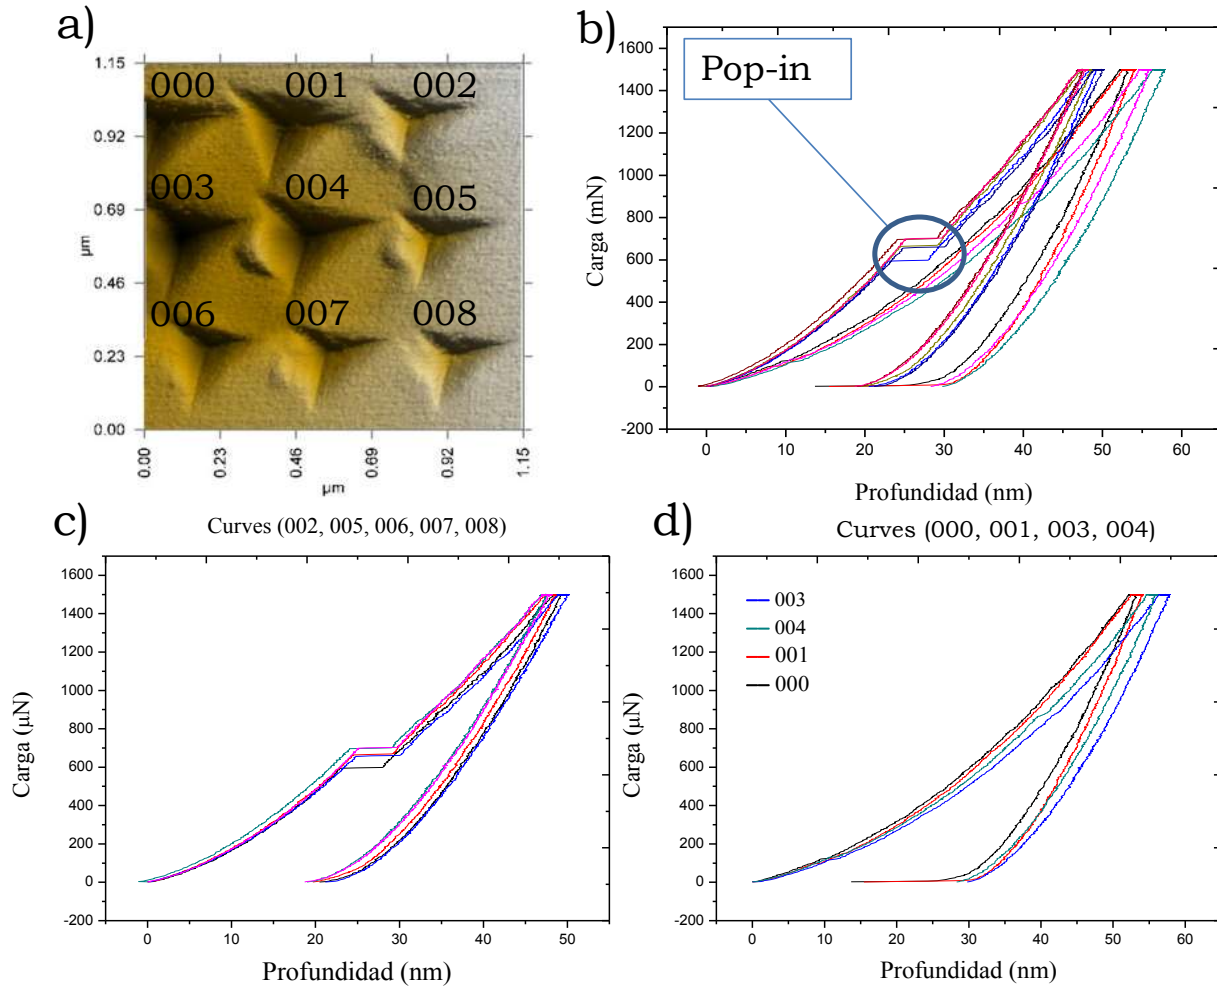 a)
000 001 002
003 004 005
006 007 008
1.15
0.92
0.69
0.46
0.23
0.00
µm
0.00 0.23 0.46 0.69 0.92 1.15
µm
b)
Pop-in
1600
1400
1200
1000
800
600
400
200
0
-200
Carga (mN)
0 10 20 30 40 50 60
Profundidad (nm)
c)
Curves (002, 005, 006, 007, 008)
1600
1400
1200
1000
800
600
400
200
0
-200
Carga (µN)
0 10 20 30 40 50
Profundidad (nm)
d)
Curves (000, 001, 003, 004)
003
004
001
000
1600
1400
1200
1000
800
600
400
200
0
-200
Carga (µN)
0 10 20 30 40 50 60
Profundidad (nm)